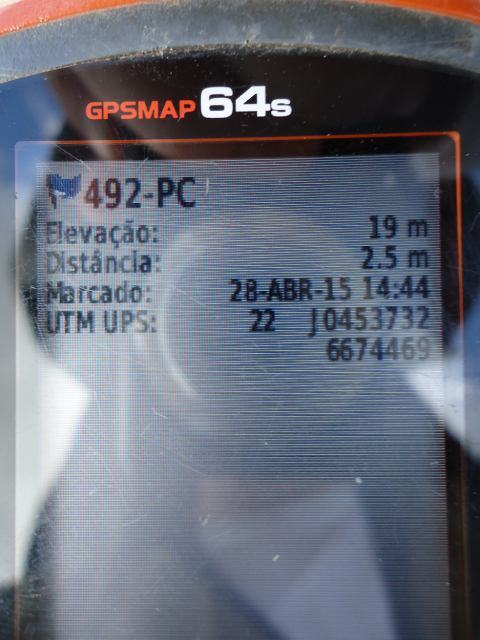 GPSMAP 64s
492-PC
Elevação: 19 m
Distância: 2.5 m
Marcado: 28-ABR-15 14:44
UTM UPS: 22 J0453732
6674469